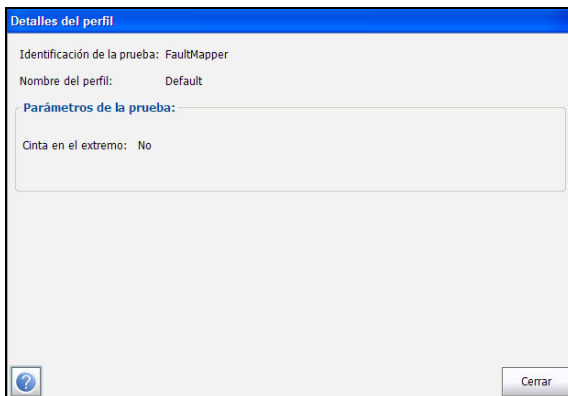 Detalles del perfil
Identificación de la prueba: FaultMapper
Nombre del perfil: Default
Parámetros de la prueba:
Cinta en el extremo: No
?
Cerrar